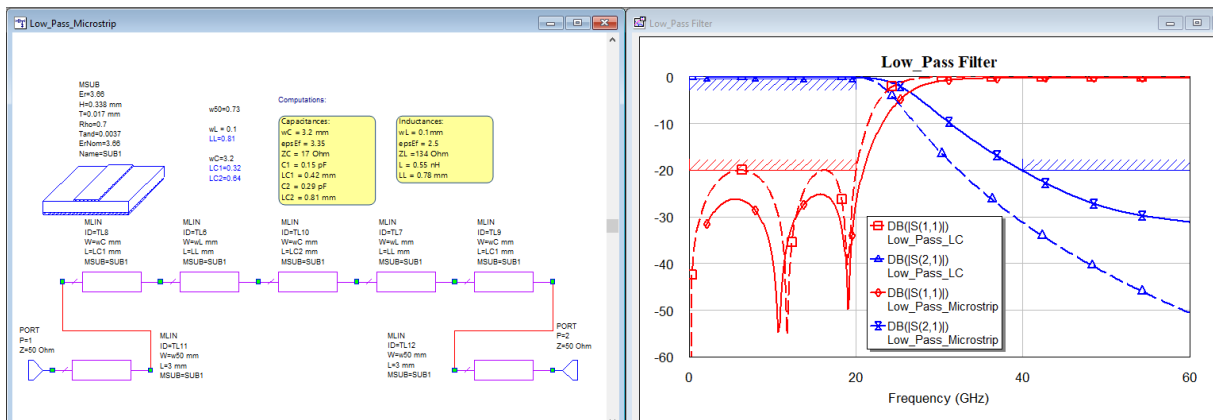 Low_Pass_Microstrip
MSUB
Er=3.66
H=0.338 mm
T=0.017 mm
Rho=0.7
Tand=0.0037
ErNom=3.66
Name=SUB1
w50=0.73
wL = 0.1
LL=0.81
wC=3.2
LC1=0.32
LC2=0.64
Computations:
Capacitances:
wC = 3.2 mm
epsEf = 3.35
ZC = 17 Ohm
C1 = 0.15 pF
LC1 = 0.42 mm
C2 = 0.29 pF
LC2 = 0.81 mm
Inductances:
wL = 0.1mm
epsEf = 2.5
ZL =134 Ohm
L = 0.55 nH
LL = 0.78 mm
MLIN
ID=TL8
W=wC mm
L=LC1 mm
MSUB=SUB1
MLIN
ID=TL6
W=wL mm
L=LL mm
MSUB=SUB1
MLIN
ID=TL10
W=wC mm
L=LC2 mm
MSUB=SUB1
MLIN
ID=TL7
W=wL mm
L=LL mm
MSUB=SUB1
MLIN
ID=TL9
W=wC mm
L=LC1 mm
MSUB=SUB1
PORT
P=1
Z=50 Ohm
MLIN
ID=TL11
W=w50 mm
L=3 mm
MSUB=SUB1
MLIN
ID=TL12
W=w50 mm
L=3 mm
MSUB=SUB1
PORT
P=2
Z=50 Ohm
Low_Pass Filter
Low_Pass Filter
0
-10
-20
-30
-40
-50
-60
DB(|S(1,1)|)
Low_Pass_LC
DB(|S(2,1)|)
Low_Pass_LC
DB(|S(1,1)|)
Low_Pass_Microstrip
DB(|S(2,1)|)
Low_Pass_Microstrip
0
20
40
60
Frequency (GHz)